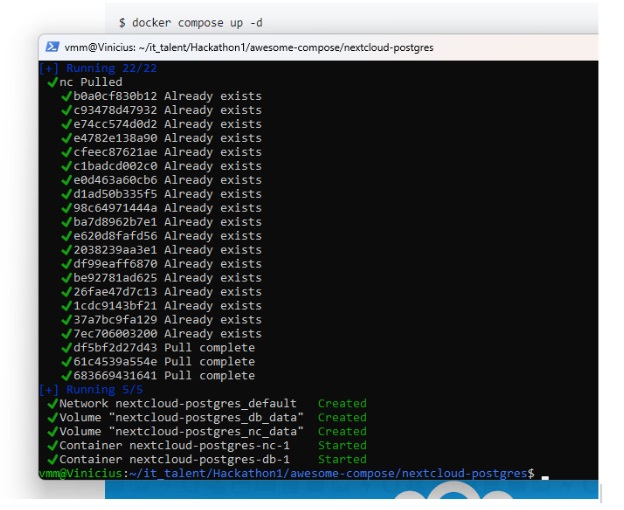 $ docker compose up -d
vmm@Vinicius: ~/it_talent/Hackathon1/awesome-compose/nextcloud-postgres
[+] Running 22/22
✔nc Pulled
✔b0a0cf830b12 Already exists
✔c93478d47932 Already exists
✔e74cc574d0d2 Already exists
✔e4782e138a90 Already exists
✔cfeec87621ae Already exists
✔c1badcd002c0 Already exists
✔e0d463a60cb6 Already exists
✔d1ad50b335f5 Already exists
✔98c64971444a Already exists
✔ba7d8962b7e1 Already exists
✔e620d8fafd56 Already exists
✔2038239aa3e1 Already exists
✔df99eaff6870 Already exists
✔be92781ad625 Already exists
✔26fae47d7c13 Already exists
✔1cdc9143bf21 Already exists
✔37a7bc9fa129 Already exists
✔7ec706003200 Already exists
✔df5bf2d27d43 Pull complete
✔61c4539a554e Pull complete
✔683669431641 Pull complete
[+] Running 5/5
✔Network nextcloud-postgres_default Created
✔Volume "nextcloud-postgres_db_data" Created
✔Volume "nextcloud-postgres_nc_data" Created
✔Container nextcloud-postgres-nc-1 Started
✔Container nextcloud-postgres-db-1 Started
vmm@Vinicius:~/it_talent/Hackathon1/awesome-compose/nextcloud-postgres$